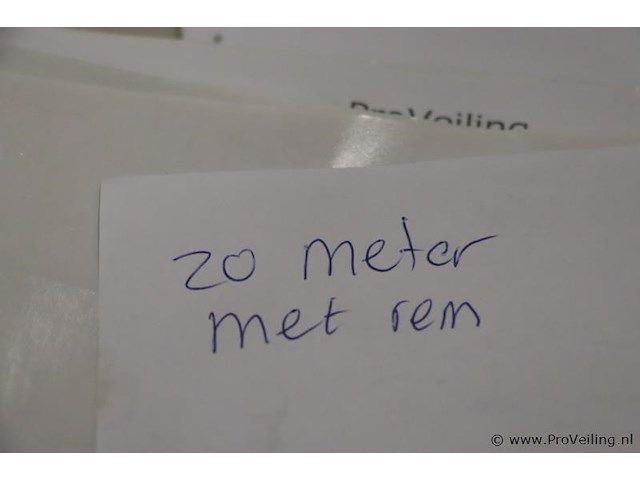 ProVeiling
20 meter
met rem
© www.ProVeiling.nl